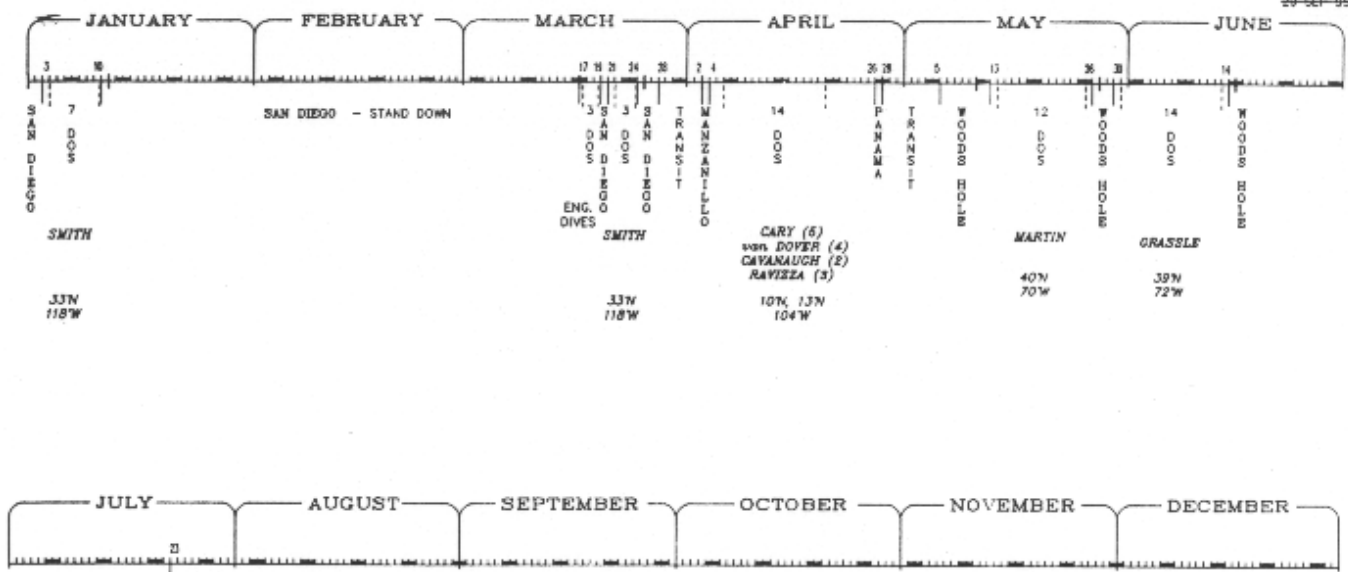 JANUARY FEBRUARY MARCH APRIL MAY JUNE
3 17 19 21 24 28 2 4 26 28 5 17 26 30 14
SAN DIEGO
7 DOS
SAN DIEGO – STAND DOWN
3 DOS
SAN DIEGO
3 DOS
SAN DIEGO
TRANSIT
MANZANILLO
14 DOS
PANAMA
TRANSIT
WOODS HOLE
12 DOS
WOODS HOLE
14 DOS
WOODS HOLE
ENG.
DIVES
SMITH
33°N
118°W
SMITH
33°N
118°W
CARY (5)
van DOVER (4)
CAVANAUGH (2)
RAVIZZA (3)
10°N, 13°N
104°W
MARTIN
40°N
70°W
GRASSLE
39°N
72°W
JULY AUGUST SEPTEMBER OCTOBER NOVEMBER DECEMBER
23